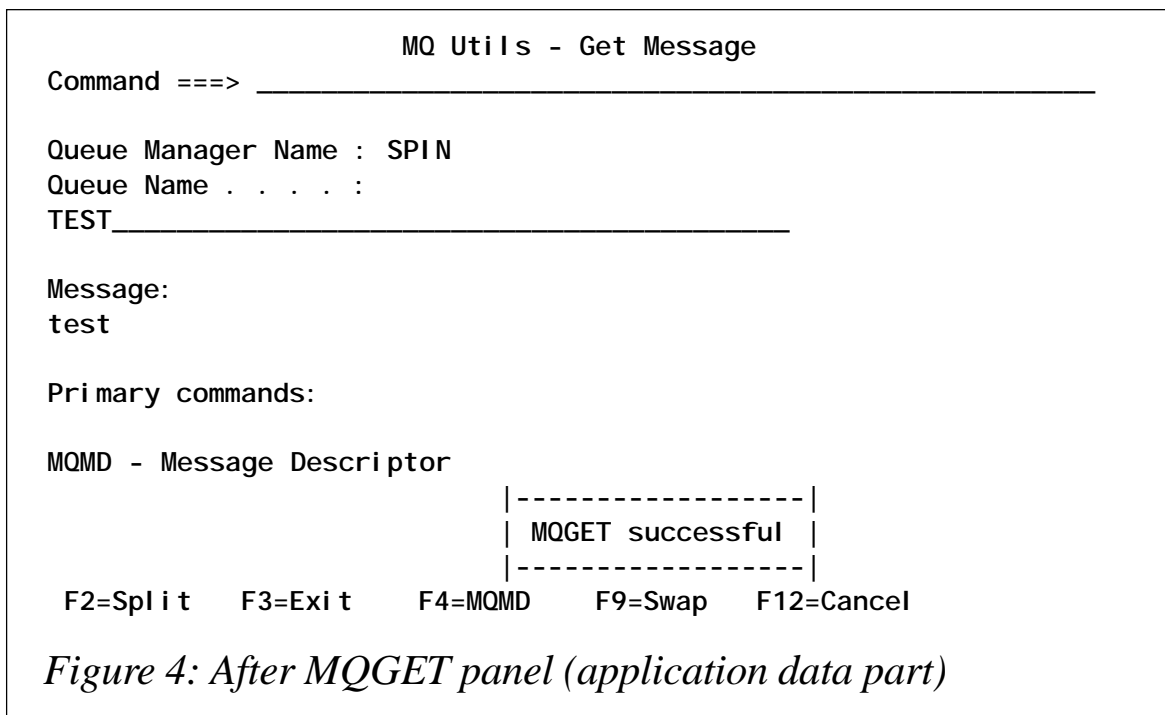 MQ Utils - Get Message
Command ===> ____________________________________________________
Queue Manager Name : SPIN
Queue Name . . . . :
TEST__________________________________________
Message:
test
Primary commands:
MQMD - Message Descriptor
|------------------|
| MQGET successful |
|------------------|
F2=Split F3=Exit F4=MQMD F9=Swap F12=Cancel
Figure 4: After MQGET panel (application data part)